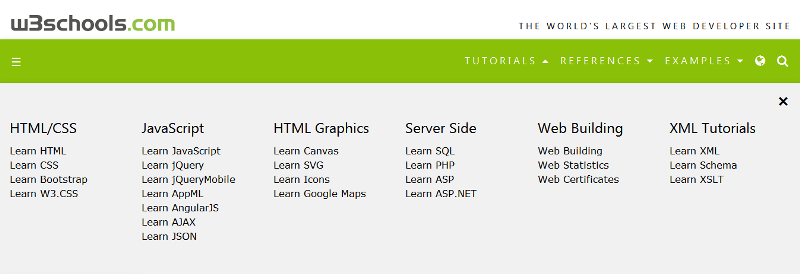 w3schools.com
THE WORLD'S LARGEST WEB DEVELOPER SITE
TUTORIALS REFERENCES EXAMPLES
HTML/CSS
Learn HTML
Learn CSS
Learn Bootstrap
Learn W3.CSS
JavaScript
Learn JavaScript
Learn jQuery
Learn jQueryMobile
Learn AppML
Learn AngularJS
Learn AJAX
Learn JSON
HTML Graphics
Learn Canvas
Learn SVG
Learn Icons
Learn Google Maps
Server Side
Learn SQL
Learn PHP
Learn ASP
Learn ASP.NET
Web Building
Web Building
Web Statistics
Web Certificates
XML Tutorials
Learn XML
Learn Schema
Learn XSLT